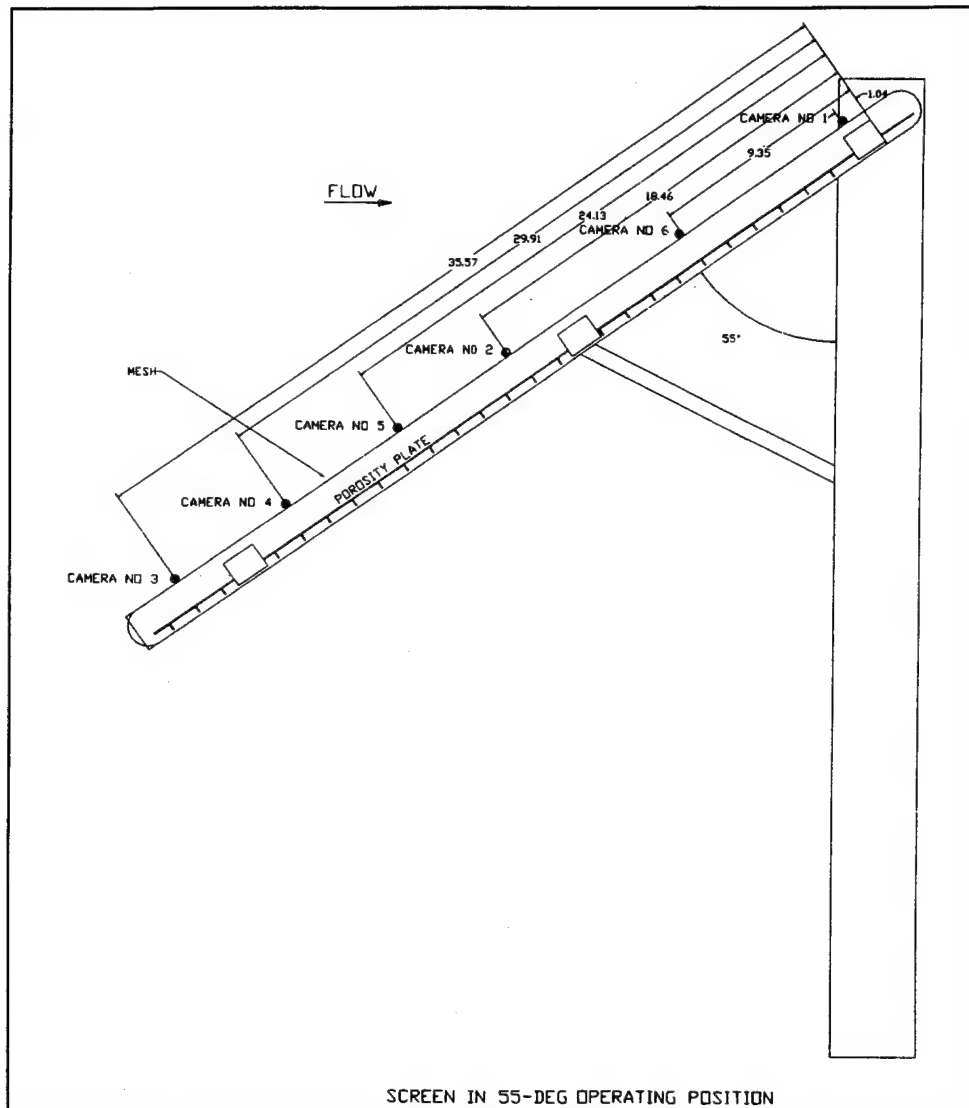 1.04
CAMERA NO 1
9.35
FLOW
18.46
24.13
CAMERA NO 6
29.91
35.57
55°
CAMERA NO 2
MESH
CAMERA NO 5
POROSITY PLATE
CAMERA NO 4
CAMERA NO 3
SCREEN IN 55-DEG OPERATING POSITION